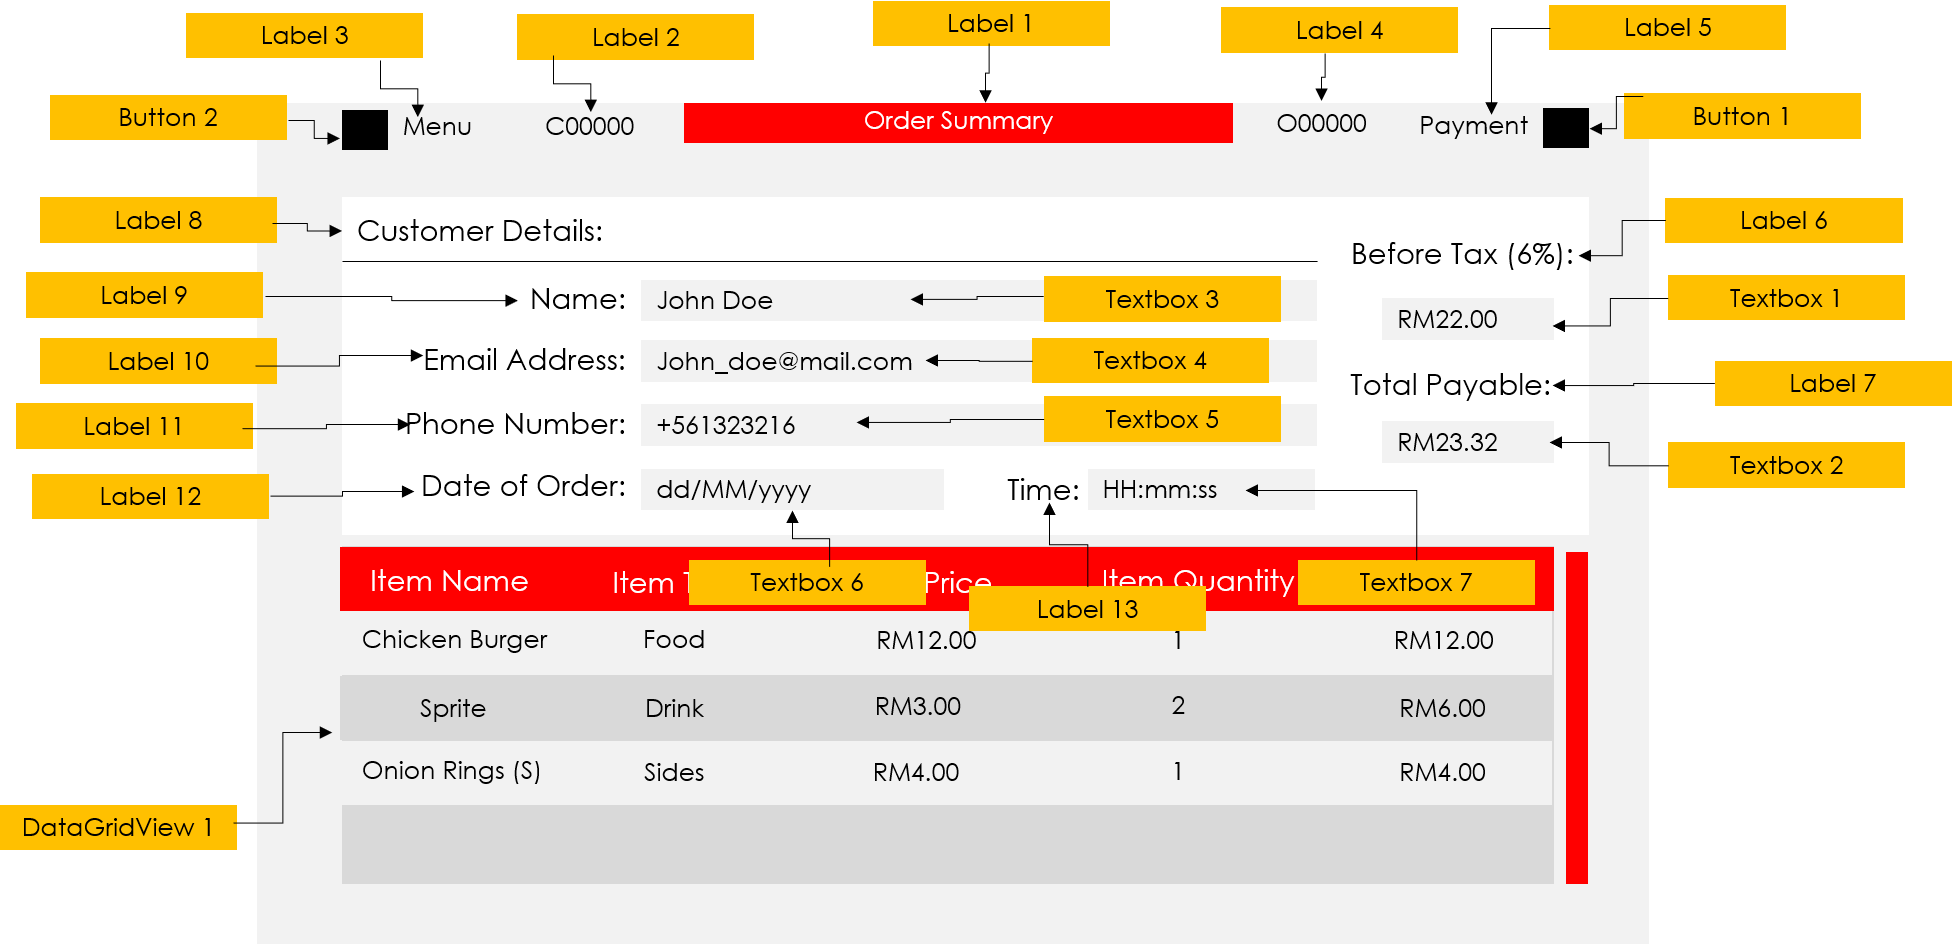 Label 3
Label 2
Label 1
Label 4
Label 5
Button 2
Menu
C00000
Order Summary
O00000
Payment
Button 1
Label 8
Customer Details:
Label 6
Before Tax (6%):
Label 9
Name:
John Doe
Textbox 3
Textbox 1
RM22.00
Label 10
Email Address:
John_doe@mail.com
Textbox 4
Total Payable:
Label 7
Label 11
Phone Number:
+561323216
Textbox 5
RM23.32
Textbox 2
Label 12
Date of Order:
dd/MM/yyyy
Time:
HH:mm:ss
Item Name
Item
Textbox 6
Price
Item Quantity
Textbox 7
Label 13
Chicken Burger
Food
RM12.00
1
RM12.00
Sprite
Drink
RM3.00
2
RM6.00
Onion Rings (S)
Sides
RM4.00
1
RM4.00
DataGridView 1